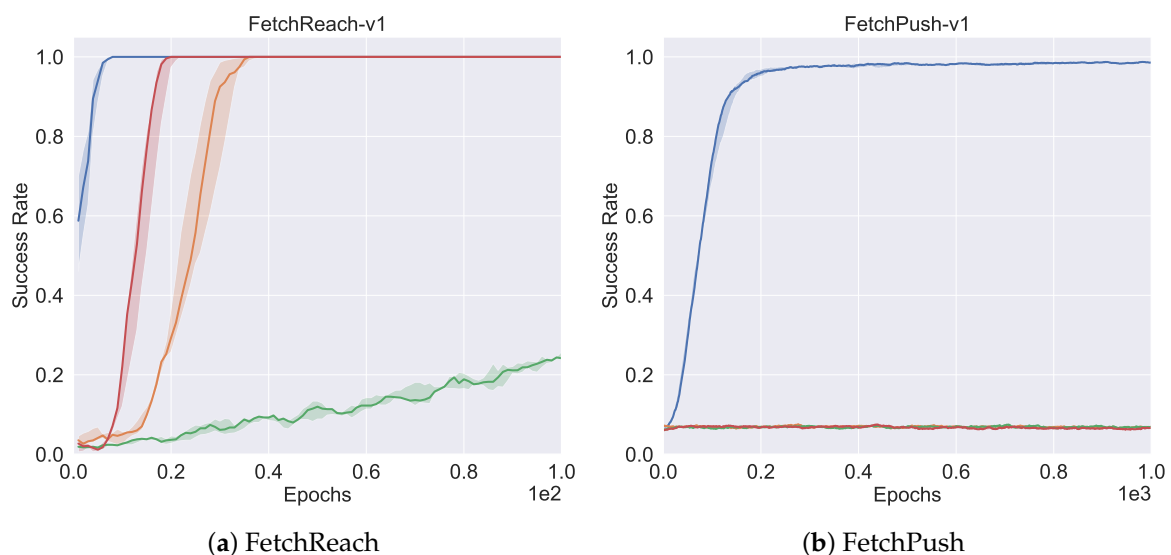 FetchReach-v1
1.0
0.8
0.6
0.4
0.2
0.0
Success Rate
0.0 0.2 0.4 0.6 0.8 1.0
Epochs
1e2
(a) FetchReach
FetchPush-v1
1.0
0.8
0.6
0.4
0.2
0.0
Success Rate
0.0 0.2 0.4 0.6 0.8 1.0
Epochs
1e3
(b) FetchPush